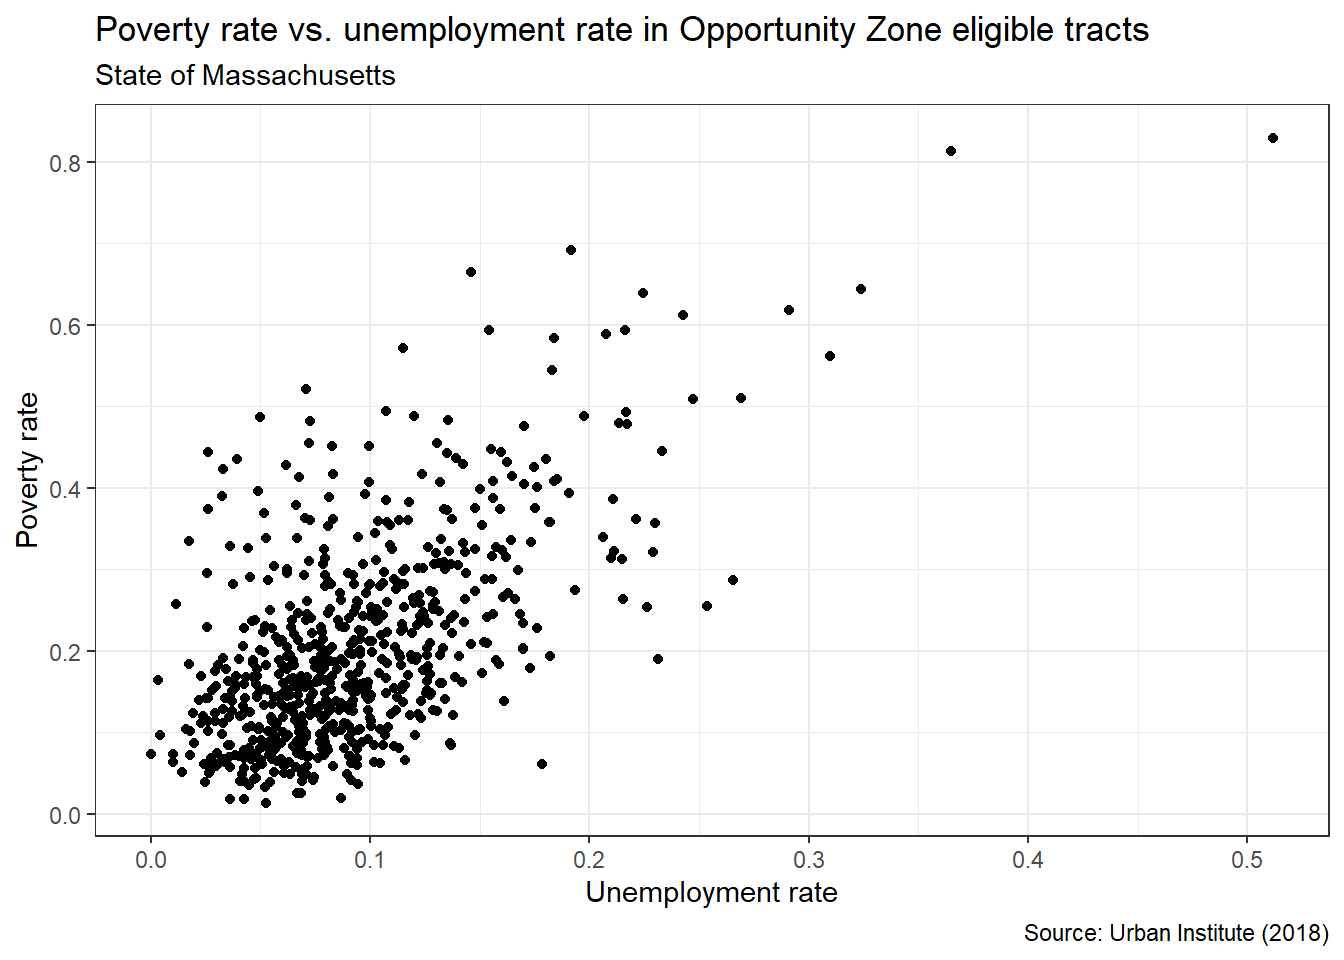 Poverty rate vs. unemployment rate in Opportunity Zone eligible tracts
State of Massachusetts
Poverty rate
0.8
0.6
0.4
0.2
0.0
0.0 0.1 0.2 0.3 0.4 0.5
Unemployment rate
Source: Urban Institute (2018)